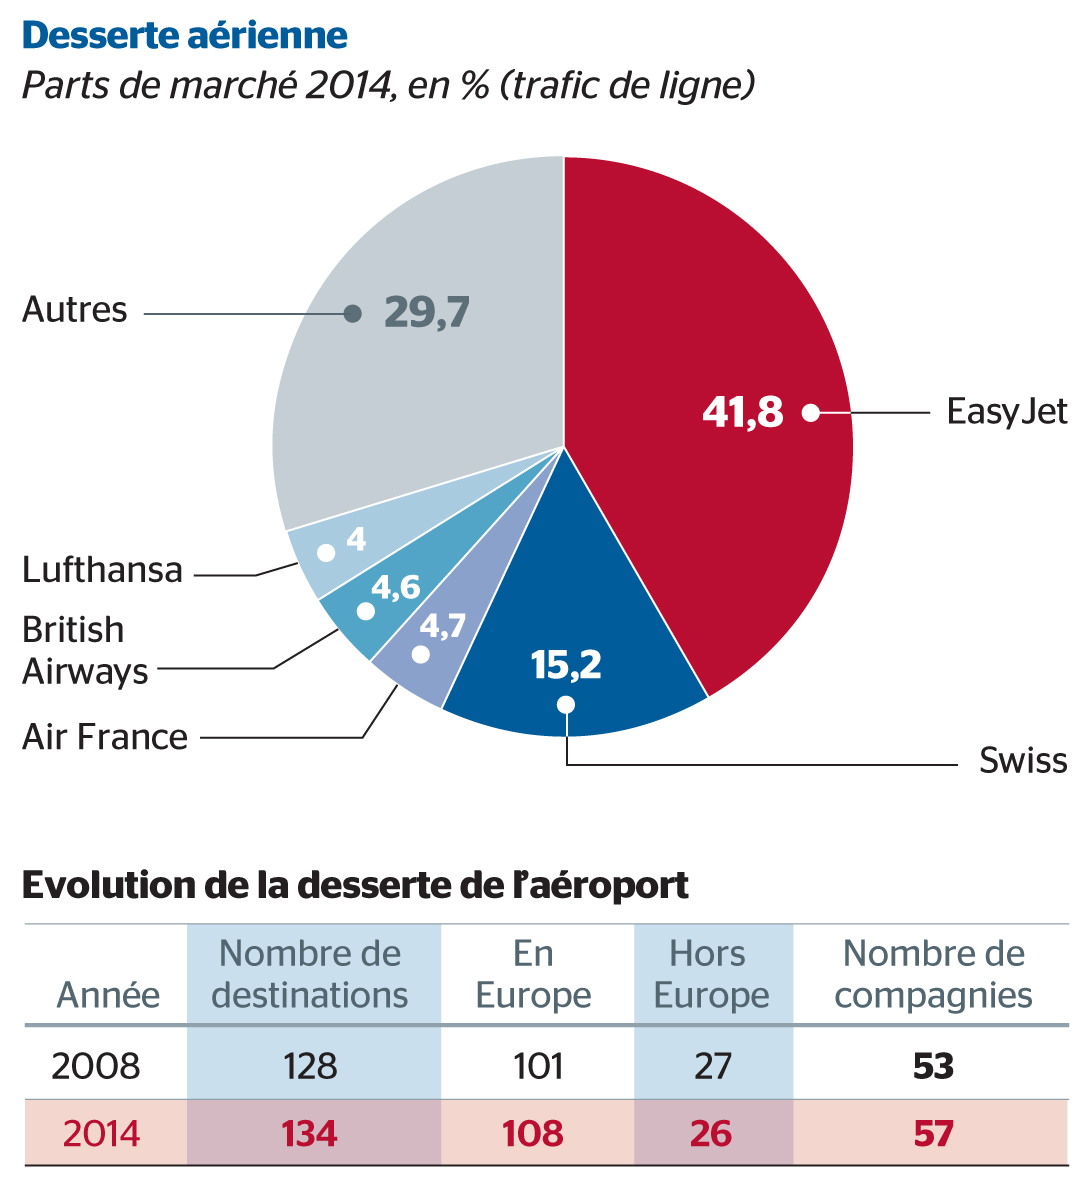 Desserte aérienne
Parts de marché 2014, en % (trafic de ligne)
Autres
29,7
41,8
EasyJet
Lufthansa
4
British
Airways
4,6
Air France
4,7
15,2
Swiss
Evolution de la desserte de l’aéroport
Année
Nombre de
destinations
En
Europe
Hors
Europe
Nombre de
compagnies
2008 128 101 27 53
2014 134 108 26 57